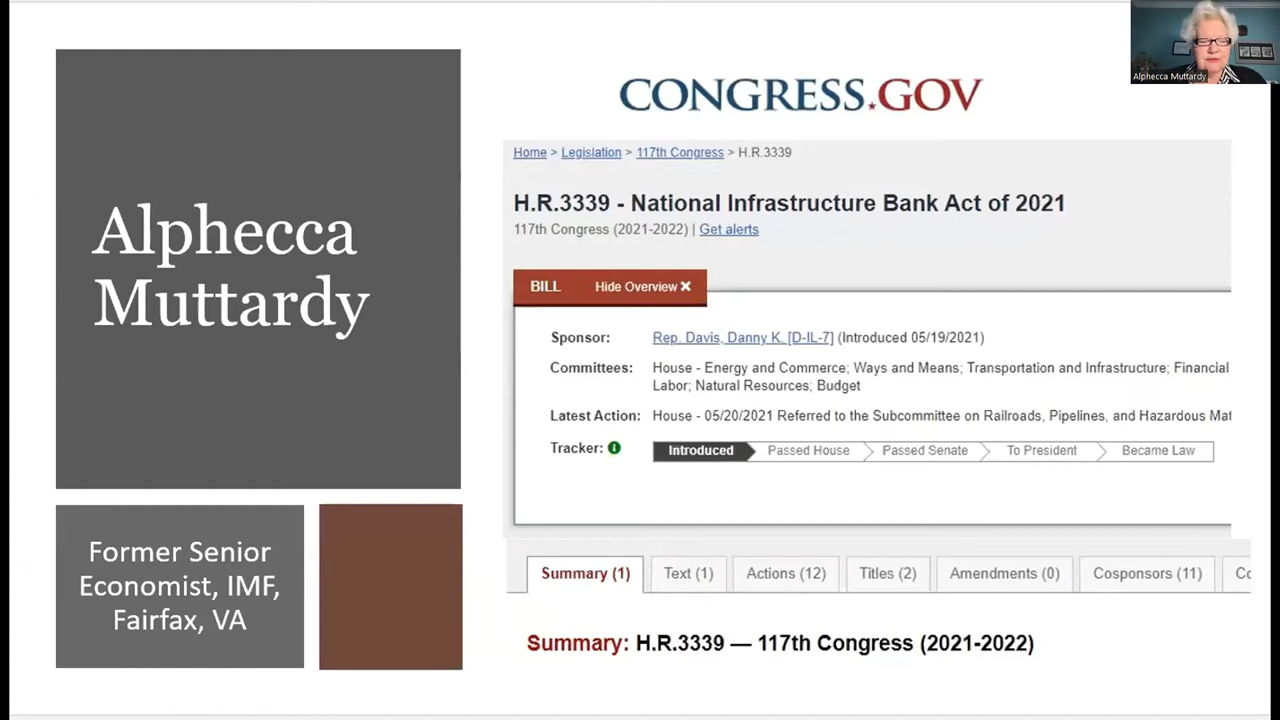 Alphecca
Muttardy
Former Senior
Economist, IMF,
Fairfax, VA
CONGRESS.GOV
Home > Legislation > 117th Congress > H.R.3339
H.R.3339 - National Infrastructure Bank Act of 2021
117th Congress (2021-2022) | Get alerts
BILL Hide Overview ✕
Sponsor: Rep. Davis, Danny K. [D-IL-7] (Introduced 05/19/2021)
Committees: House - Energy and Commerce; Ways and Means; Transportation and Infrastructure; Financial
Labor; Natural Resources; Budget
Latest Action: House - 05/20/2021 Referred to the Subcommittee on Railroads, Pipelines, and Hazardous Mat
Tracker: Introduced Passed House Passed Senate To President Became Law
Summary (1) Text (1) Actions (12) Titles (2) Amendments (0) Cosponsors (11) Co
Summary: H.R.3339 — 117th Congress (2021-2022)
Alphecca Muttardy